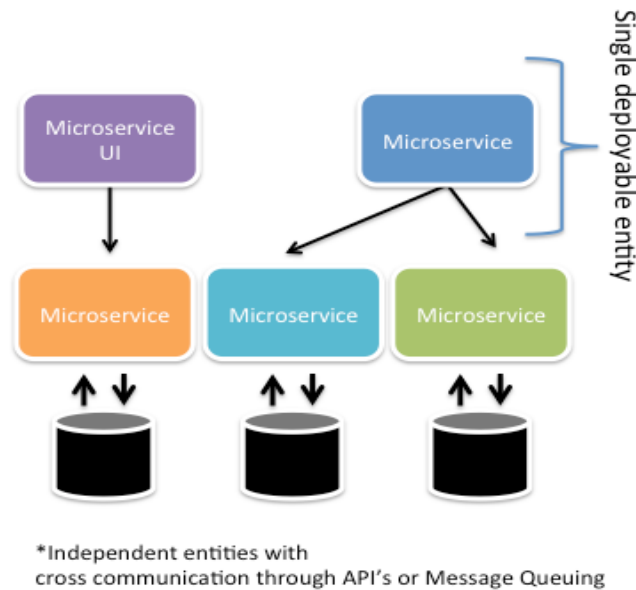 Single deployable entity
Microservice
UI
Microservice
Microservice
Microservice
Microservice
*Independent entities with
cross communication through API's or Message Queuing